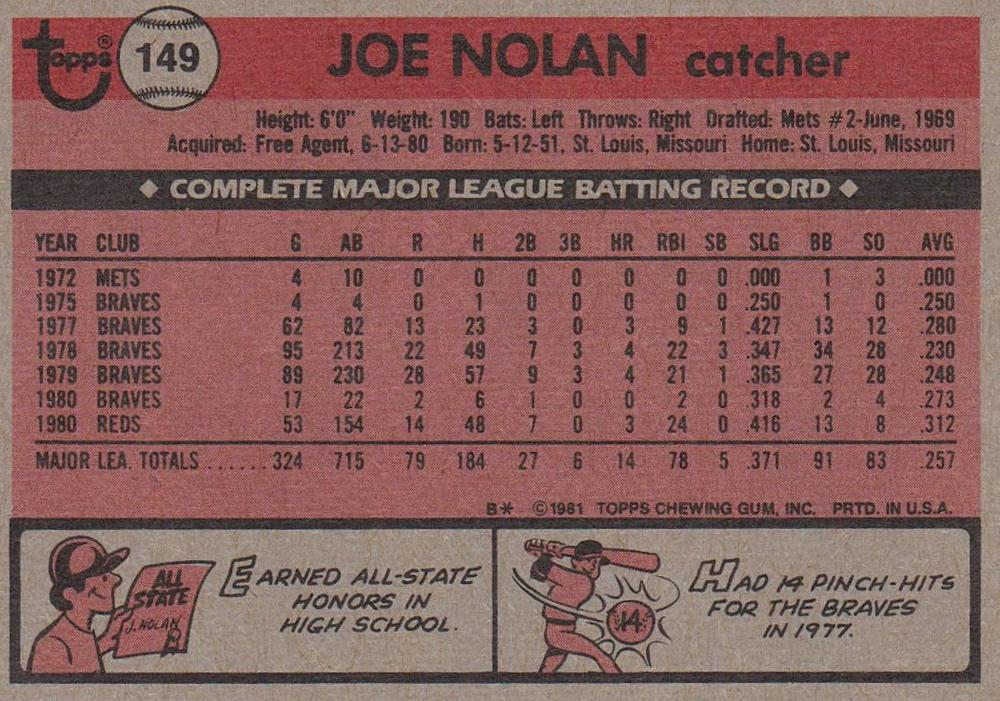 topps® 149 JOE NOLAN catcher
Height: 6'0" Weight: 190 Bats: Left Throws: Right Drafted: Mets #2-June, 1969
Acquired: Free Agent, 6-13-80 Born: 5-12-51, St. Louis, Missouri Home: St. Louis, Missouri
◆ COMPLETE MAJOR LEAGUE BATTING RECORD ◆
YEAR CLUB G AB R H 2B 3B HR RBI SB SLG BB SO AVG
1972 METS 4 10 0 0 0 0 0 0 0 .000 1 3 .000
1975 BRAVES 4 4 0 1 0 0 0 0 0 .250 1 0 .250
1977 BRAVES 62 82 13 23 3 0 3 9 1 .427 13 12 .280
1978 BRAVES 95 213 22 49 7 3 4 22 3 .347 34 28 .230
1979 BRAVES 89 230 28 57 9 3 4 21 1 .365 27 28 .248
1980 BRAVES 17 22 2 6 1 0 0 2 0 .318 2 4 .273
1980 REDS 53 154 14 48 7 0 3 24 0 .416 13 8 .312
MAJOR LEA. TOTALS ...... 324 715 79 184 27 6 14 78 5 .371 91 83 .257
B* ©1981 TOPPS CHEWING GUM, INC. PRTD. IN U.S.A.
ALL
STATE
J. NOLAN
EARNED ALL-STATE
HONORS IN
HIGH SCHOOL.
14
HAD 14 PINCH-HITS
FOR THE BRAVES
IN 1977.